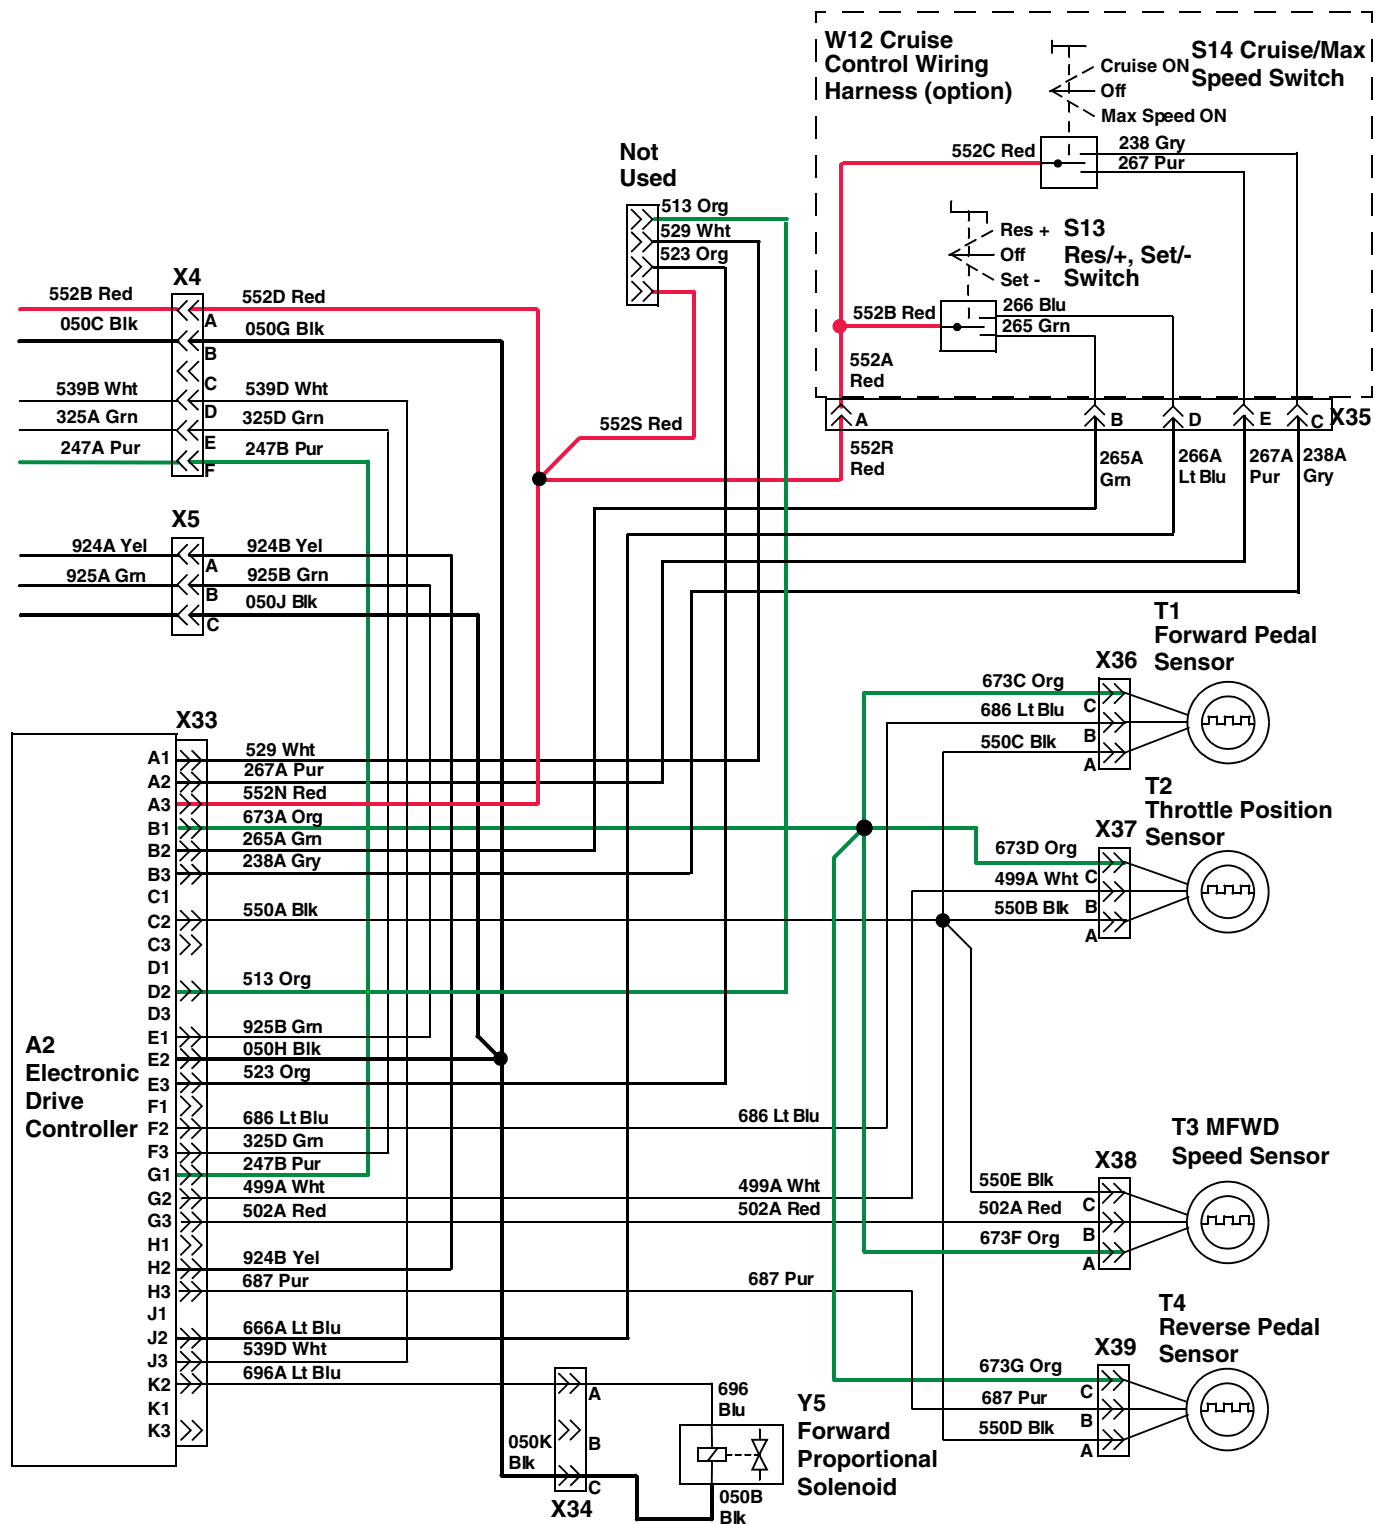 W12 Cruise
Control Wiring
Harness (option)
S14 Cruise/Max
Speed Switch
Cruise ON
Off
Max Speed ON
552C Red
238 Gry
267 Pur
Res +
Off
Set -
S13
Res/+, Set/-
Switch
552B Red
266 Blu
265 Grn
552A
Red
A
B
D
E
C
X35
552R
Red
265A
Grn
266A
Lt Blu
267A
Pur
238A
Gry
Not
Used
513 Org
529 Wht
523 Org
552S Red
X4
552B Red
552D Red
A
050C Blk
050G Blk
B
C
539B Wht
539D Wht
D
325A Grn
325D Grn
E
247A Pur
247B Pur
F
X5
924A Yel
924B Yel
A
925A Grn
925B Grn
B
050J Blk
C
T1
Forward Pedal
Sensor
X36
673C Org
C
686 Lt Blu
B
550C Blk
A
T2
Throttle Position
Sensor
X37
673D Org
C
499A Wht
B
550B Blk
A
X33
A1
529 Wht
A2
267A Pur
A3
552N Red
B1
673A Org
B2
265A Grn
B3
238A Gry
C1
C2
550A Blk
C3
D1
D2
513 Org
D3
E1
925B Grn
E2
050H Blk
E3
523 Org
F1
F2
686 Lt Blu
686 Lt Blu
F3
325D Grn
G1
247B Pur
G2
499A Wht
499A Wht
G3
502A Red
502A Red
H1
H2
924B Yel
H3
687 Pur
687 Pur
J1
J2
666A Lt Blu
J3
539D Wht
K2
696A Lt Blu
K1
K3
A2
Electronic
Drive
Controller
T3 MFWD
Speed Sensor
X38
550E Blk
C
502A Red
B
673F Org
A
T4
Reverse Pedal
Sensor
X39
673G Org
C
687 Pur
B
550D Blk
A
A
B
C
X34
050K
Blk
696
Blu
050B
Blk
Y5
Forward
Proportional
Solenoid